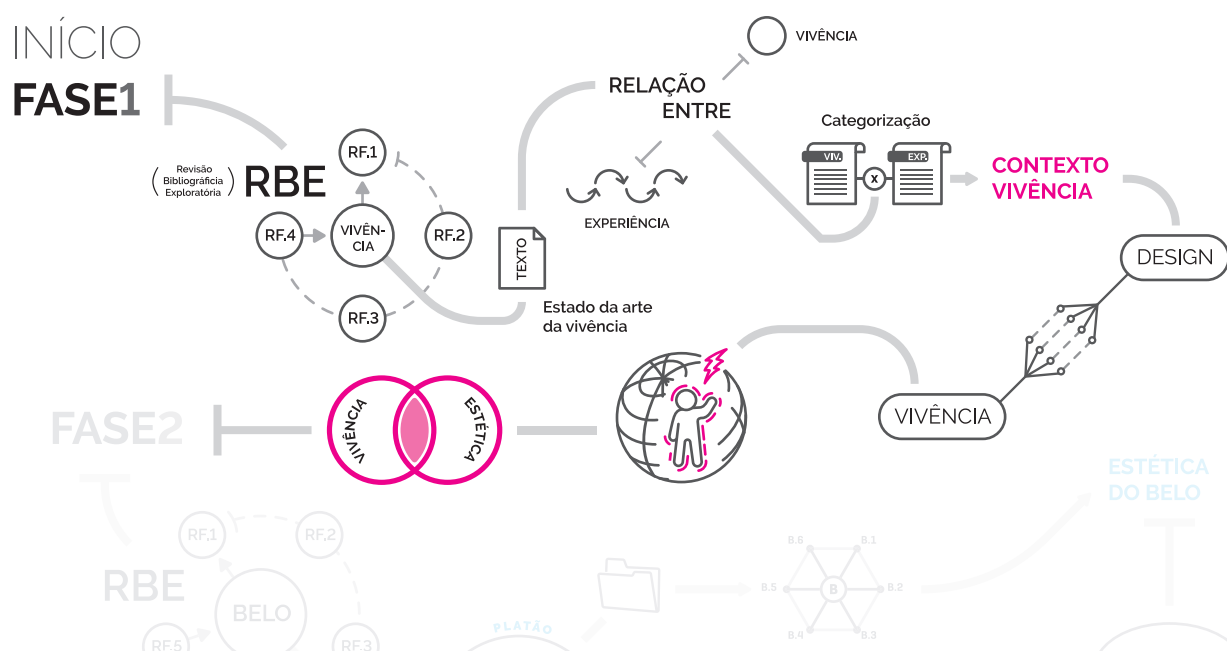 INÍCIO
FASE1
(Revisão
Bibliográficia
Exploratória)
RBE
RF.1
RF.2
RF.3
RF.4
VIVÊN-
CIA
TEXTO
Estado da arte
da vivência
RELAÇÃO
ENTRE
VIVÊNCIA
EXPERIÊNCIA
Categorização
VIV.
X
EXP.
CONTEXTO
VIVÊNCIA
DESIGN
VIVÊNCIA
VIVÊNCIA
ESTÉTICA
FASE2
RBE
RF.1
RF.2
RF.3
RF.5
BELO
PLATÃO
B.6
B.1
B.5
B
B.2
B.4
B.3
ESTÉTICA
DO BELO